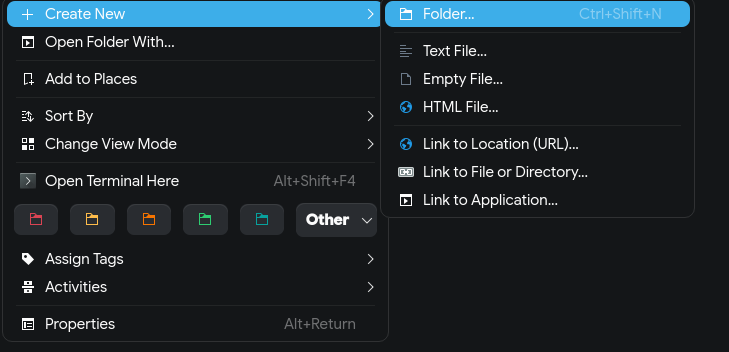 Create New
Open Folder With...
Add to Places
Sort By
Change View Mode
Open Terminal Here Alt+Shift+F4
Other
Assign Tags
Activities
Properties Alt+Return
Folder... Ctrl+Shift+N
Text File...
Empty File...
HTML File...
Link to Location (URL)...
Link to File or Directory...
Link to Application...